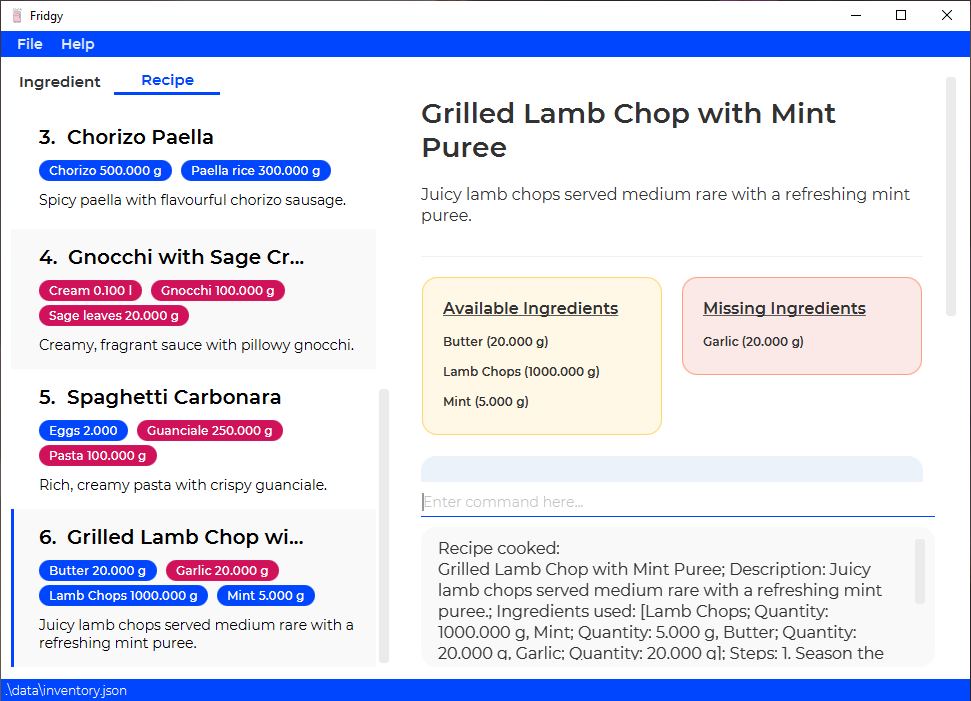 Fridgy
File Help
Ingredient Recipe
3. Chorizo Paella
Chorizo 500.000 g Paella rice 300.000 g
Spicy paella with flavourful chorizo sausage.
4. Gnocchi with Sage Cr...
Cream 0.100 l Gnocchi 100.000 g
Sage leaves 20.000 g
Creamy, fragrant sauce with pillowy gnocchi.
5. Spaghetti Carbonara
Eggs 2.000 Guanciale 250.000 g
Pasta 100.000 g
Rich, creamy pasta with crispy guanciale.
6. Grilled Lamb Chop wi...
Butter 20.000 g Garlic 20.000 g
Lamb Chops 1000.000 g Mint 5.000 g
Juicy lamb chops served medium rare with a
refreshing mint puree.
Grilled Lamb Chop with Mint
Puree
Juicy lamb chops served medium rare with a refreshing mint
puree.
Available Ingredients
Butter (20.000 g)
Lamb Chops (1000.000 g)
Mint (5.000 g)
Missing Ingredients
Garlic (20.000 g)
Enter command here...
Recipe cooked:
Grilled Lamb Chop with Mint Puree; Description: Juicy
lamb chops served medium rare with a refreshing mint
puree.; Ingredients used: [Lamb Chops; Quantity:
1000.000 g, Mint; Quantity: 5.000 g, Butter; Quantity:
20.000 g, Garlic; Quantity: 20.000 g]; Steps: 1. Season the
.\data\inventory.json